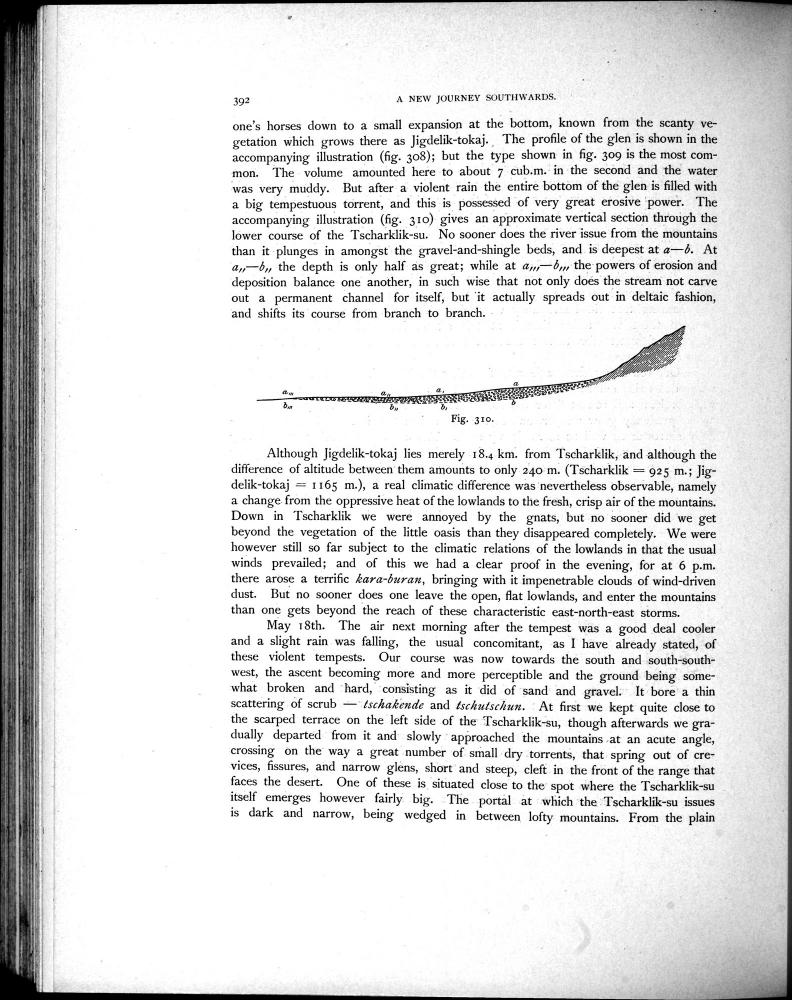 392
A NEW JOURNEY SOUTHWARDS.
one's horses down to a small expansion at the bottom, known from the scanty ve-
getation which grows there as Jigdelik-tokaj. The profile of the glen is shown in the
accompanying illustration (fig. 308); but the type shown in fig. 309 is the most com-
mon. The volume amounted here to about 7 cub.m. in the second and the water
was very muddy. But after a violent rain the entire bottom of the glen is filled with
a big tempestuous torrent, and this is possessed of very great erosive power. The
accompanying illustration (fig. 310) gives an approximate vertical section through the
lower course of the Tscharklik-su. No sooner does the river issue from the mountains
than it plunges in amongst the gravel-and-shingle beds, and is deepest at a—b. At
a,,—b,, the depth is only half as great; while at a,,,—b,,, the powers of erosion and
deposition balance one another, in such wise that not only does the stream not carve
out a permanent channel for itself, but it actually spreads out in deltaic fashion,
and shifts its course from branch to branch.
a,,, a,, a, a
b,,, b,, b, b
Fig. 310.
Although Jigdelik-tokaj lies merely 18.4 km. from Tscharklik, and although the
difference of altitude between them amounts to only 240 m. (Tscharklik = 925 m.; Jig-
delik-tokaj = 1165 m.), a real climatic difference was nevertheless observable, namely
a change from the oppressive heat of the lowlands to the fresh, crisp air of the mountains.
Down in Tscharklik we were annoyed by the gnats, but no sooner did we get
beyond the vegetation of the little oasis than they disappeared completely. We were
however still so far subject to the climatic relations of the lowlands in that the usual
winds prevailed; and of this we had a clear proof in the evening, for at 6 p.m.
there arose a terrific kara-buran, bringing with it impenetrable clouds of wind-driven
dust. But no sooner does one leave the open, flat lowlands, and enter the mountains
than one gets beyond the reach of these characteristic east-north-east storms.
May 18th. The air next morning after the tempest was a good deal cooler
and a slight rain was falling, the usual concomitant, as I have already stated, of
these violent tempests. Our course was now towards the south and south-south-
west, the ascent becoming more and more perceptible and the ground being some-
what broken and hard, consisting as it did of sand and gravel. It bore a thin
scattering of scrub — tschakende and tschutschun. At first we kept quite close to
the scarped terrace on the left side of the Tscharklik-su, though afterwards we gra-
dually departed from it and slowly approached the mountains at an acute angle,
crossing on the way a great number of small dry torrents, that spring out of cre-
vices, fissures, and narrow glens, short and steep, cleft in the front of the range that
faces the desert. One of these is situated close to the spot where the Tscharklik-su
itself emerges however fairly big. The portal at which the Tscharklik-su issues
is dark and narrow, being wedged in between lofty mountains. From the plain